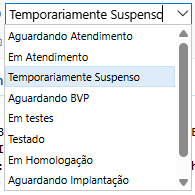 Temporariamente Suspenso
Aguardando Atendimento
Em Atendimento
Temporariamente Suspenso
Aguardando BVP
Em testes
Testado
Em Homologação
Aguardando Implantação